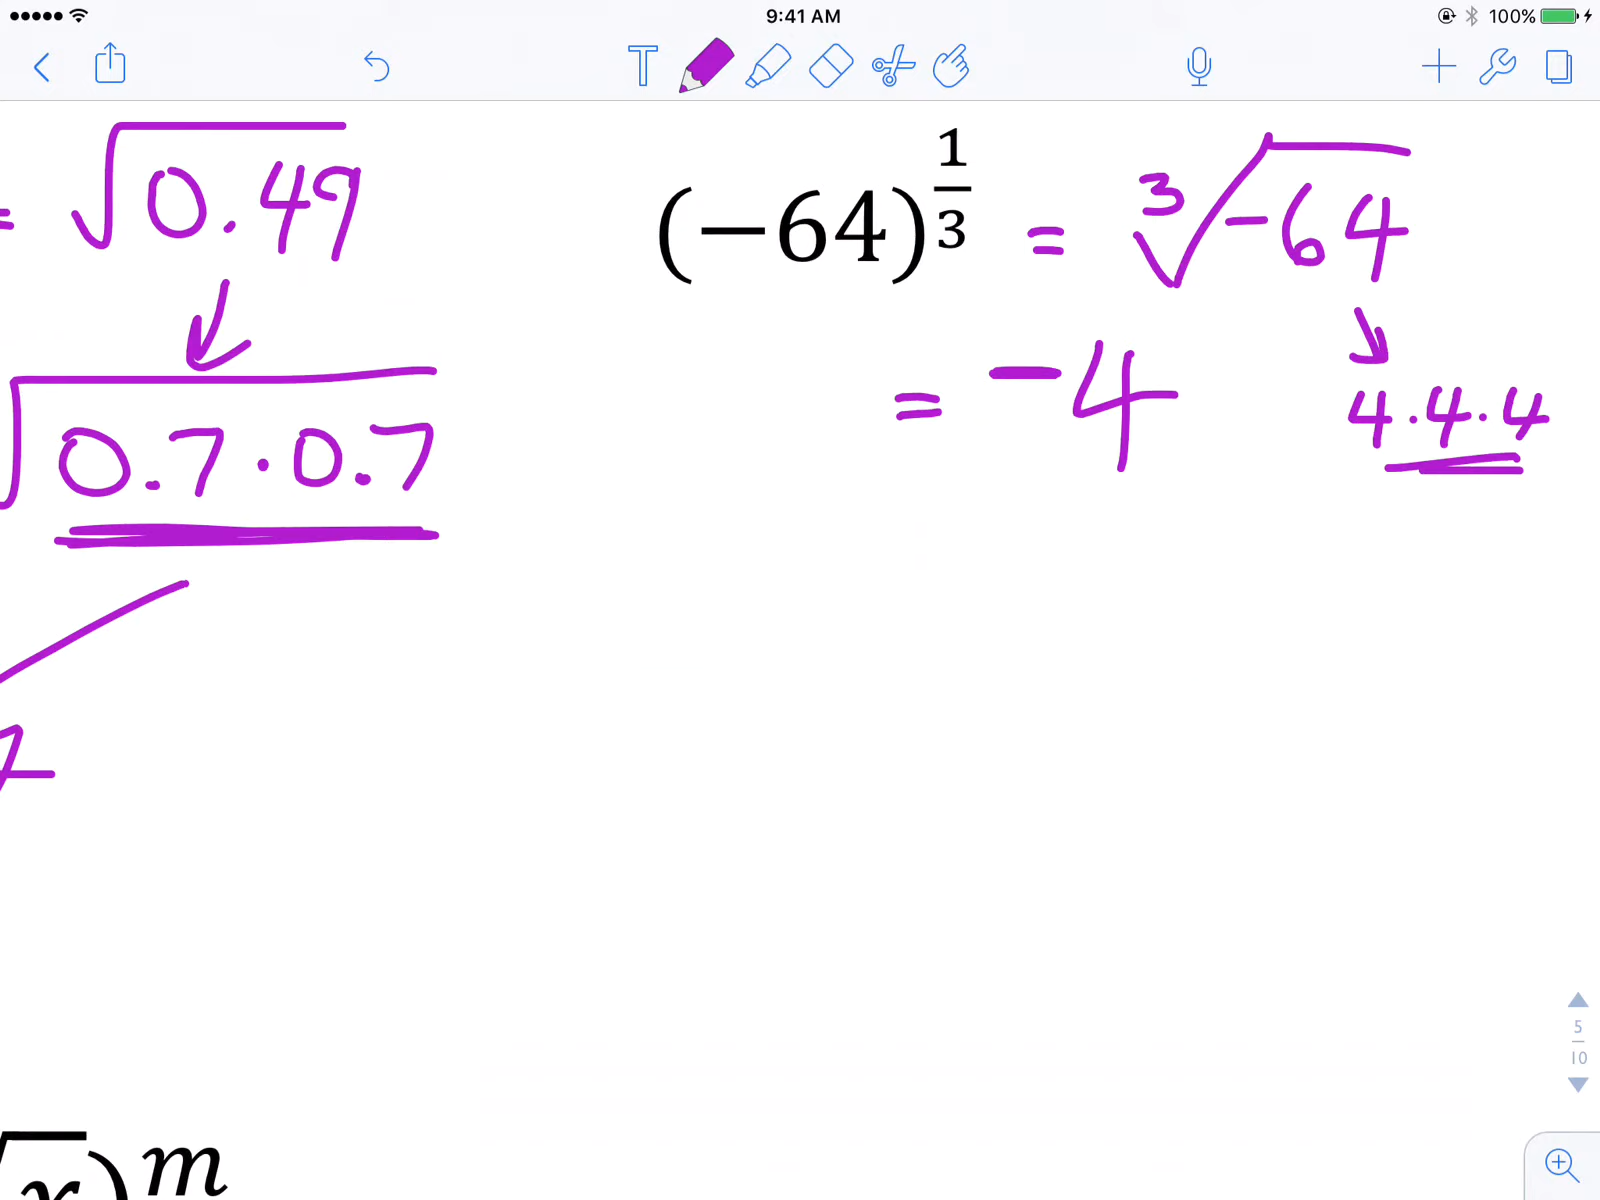 9:41 AM 100%
T
= √0.49
(−64)^(1/3) = ∛-64
= -4
4·4·4
√0.7·0.7
7
5
10
√x)^m